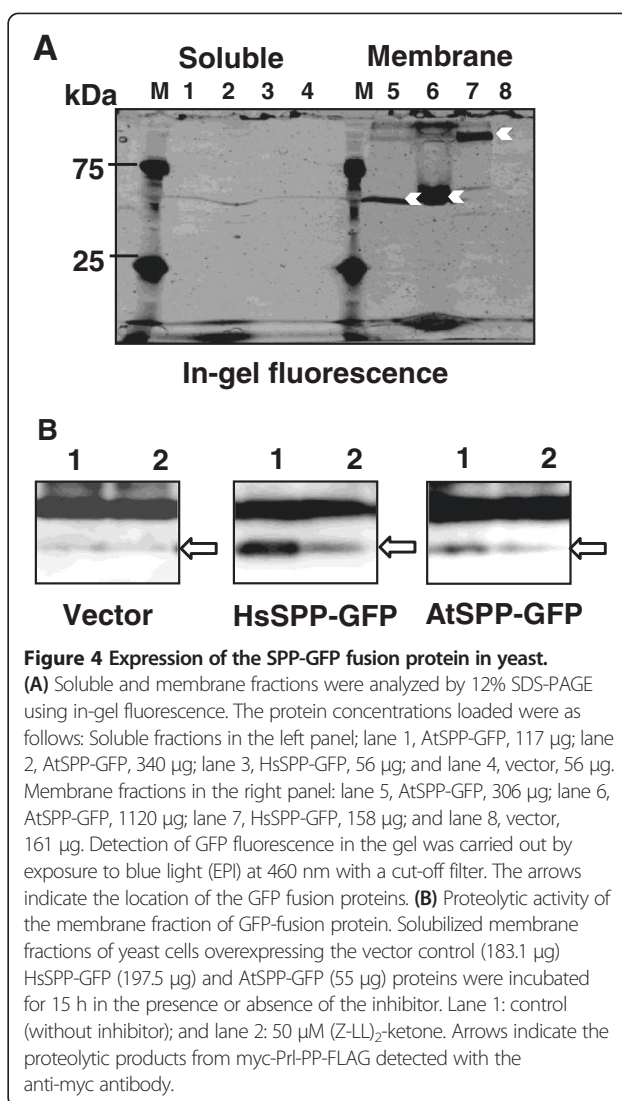 A
Soluble Membrane
kDa M 1 2 3 4 M 5 6 7 8
75
25
In-gel fluorescence
B
1 2 1 2 1 2
Vector HsSPP-GFP AtSPP-GFP
Figure 4 Expression of the SPP-GFP fusion protein in yeast.
(A) Soluble and membrane fractions were analyzed by 12% SDS-PAGE
using in-gel fluorescence. The protein concentrations loaded were as
follows: Soluble fractions in the left panel; lane 1, AtSPP-GFP, 117 μg; lane
2, AtSPP-GFP, 340 μg; lane 3, HsSPP-GFP, 56 μg; and lane 4, vector, 56 μg.
Membrane fractions in the right panel: lane 5, AtSPP-GFP, 306 μg; lane 6,
AtSPP-GFP, 1120 μg; lane 7, HsSPP-GFP, 158 μg; and lane 8, vector,
161 μg. Detection of GFP fluorescence in the gel was carried out by
exposure to blue light (EPI) at 460 nm with a cut-off filter. The arrows
indicate the location of the GFP fusion proteins. (B) Proteolytic activity of
the membrane fraction of GFP-fusion protein. Solubilized membrane
fractions of yeast cells overexpressing the vector control (183.1 μg)
HsSPP-GFP (197.5 μg) and AtSPP-GFP (55 μg) proteins were incubated
for 15 h in the presence or absence of the inhibitor. Lane 1: control
(without inhibitor); and lane 2: 50 μM (Z-LL)₂-ketone. Arrows indicate the
proteolytic products from myc-Prl-PP-FLAG detected with the
anti-myc antibody.